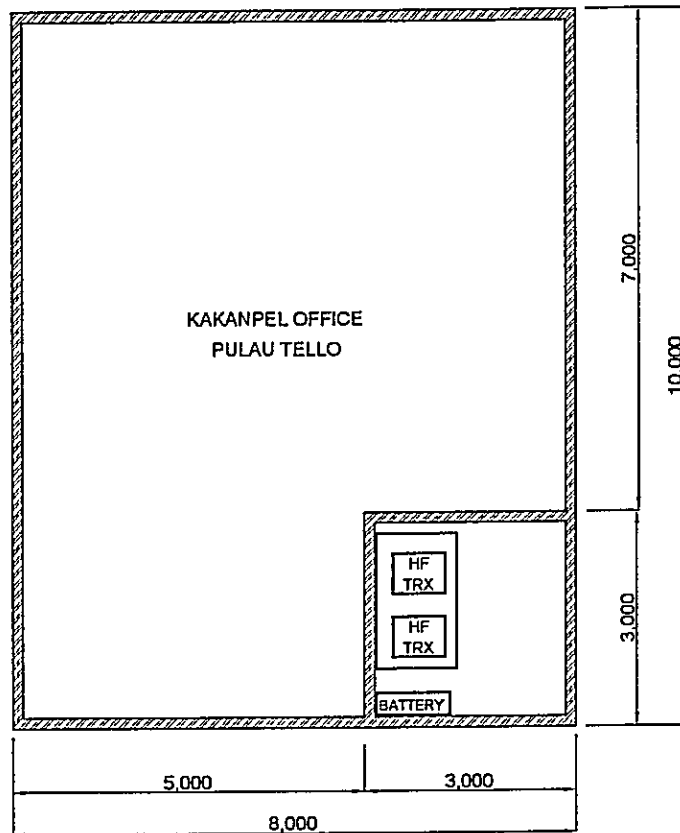 KAKANPEL OFFICE
PULAU TELLO
7,000
10,000
HF
TRX
HF
TRX
3,000
BATTERY
5,000
3,000
8,000